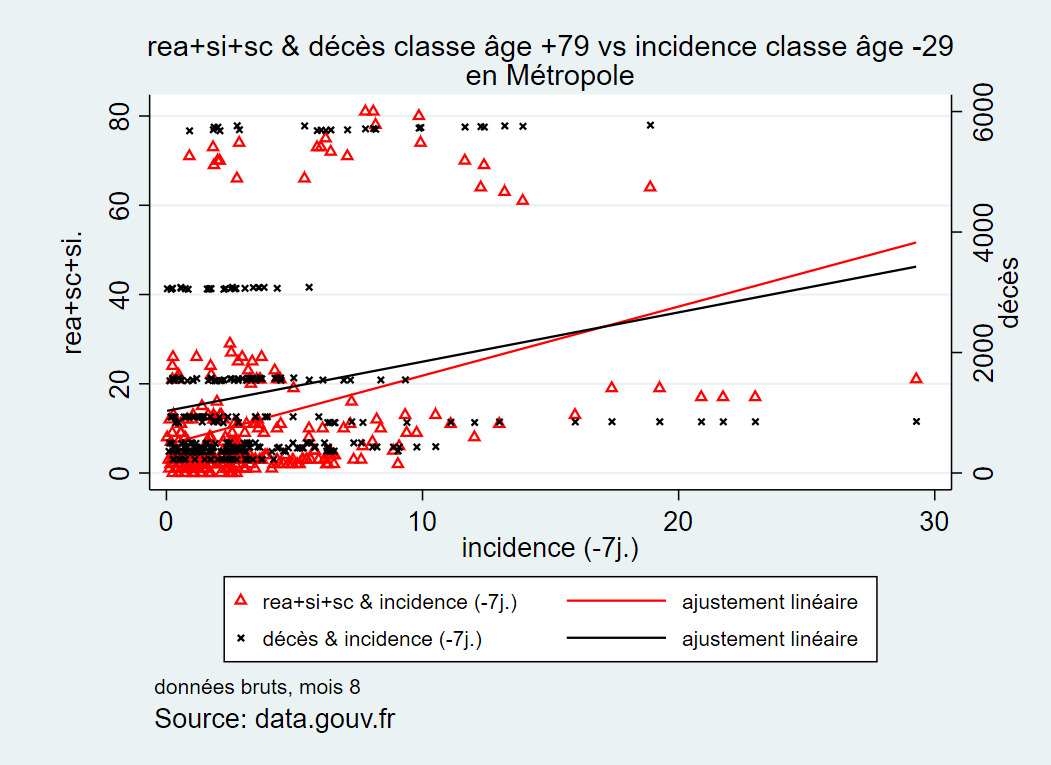 rea+si+sc & décès classe âge +79 vs incidence classe âge -29
en Métropole
rea+sc+si.
80
60
40
20
0
6000
4000
2000
0
décès
0 10 20 30
incidence (-7j.)
rea+si+sc & incidence (-7j.) ajustement linéaire
décès & incidence (-7j.) ajustement linéaire
données bruts, mois 8
Source: data.gouv.fr